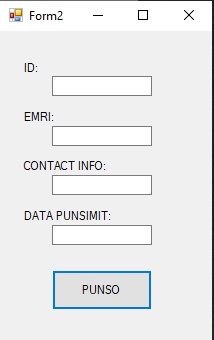 Form2
ID:
EMRI:
CONTACT INFO:
DATA PUNSIMIT:
PUNSO